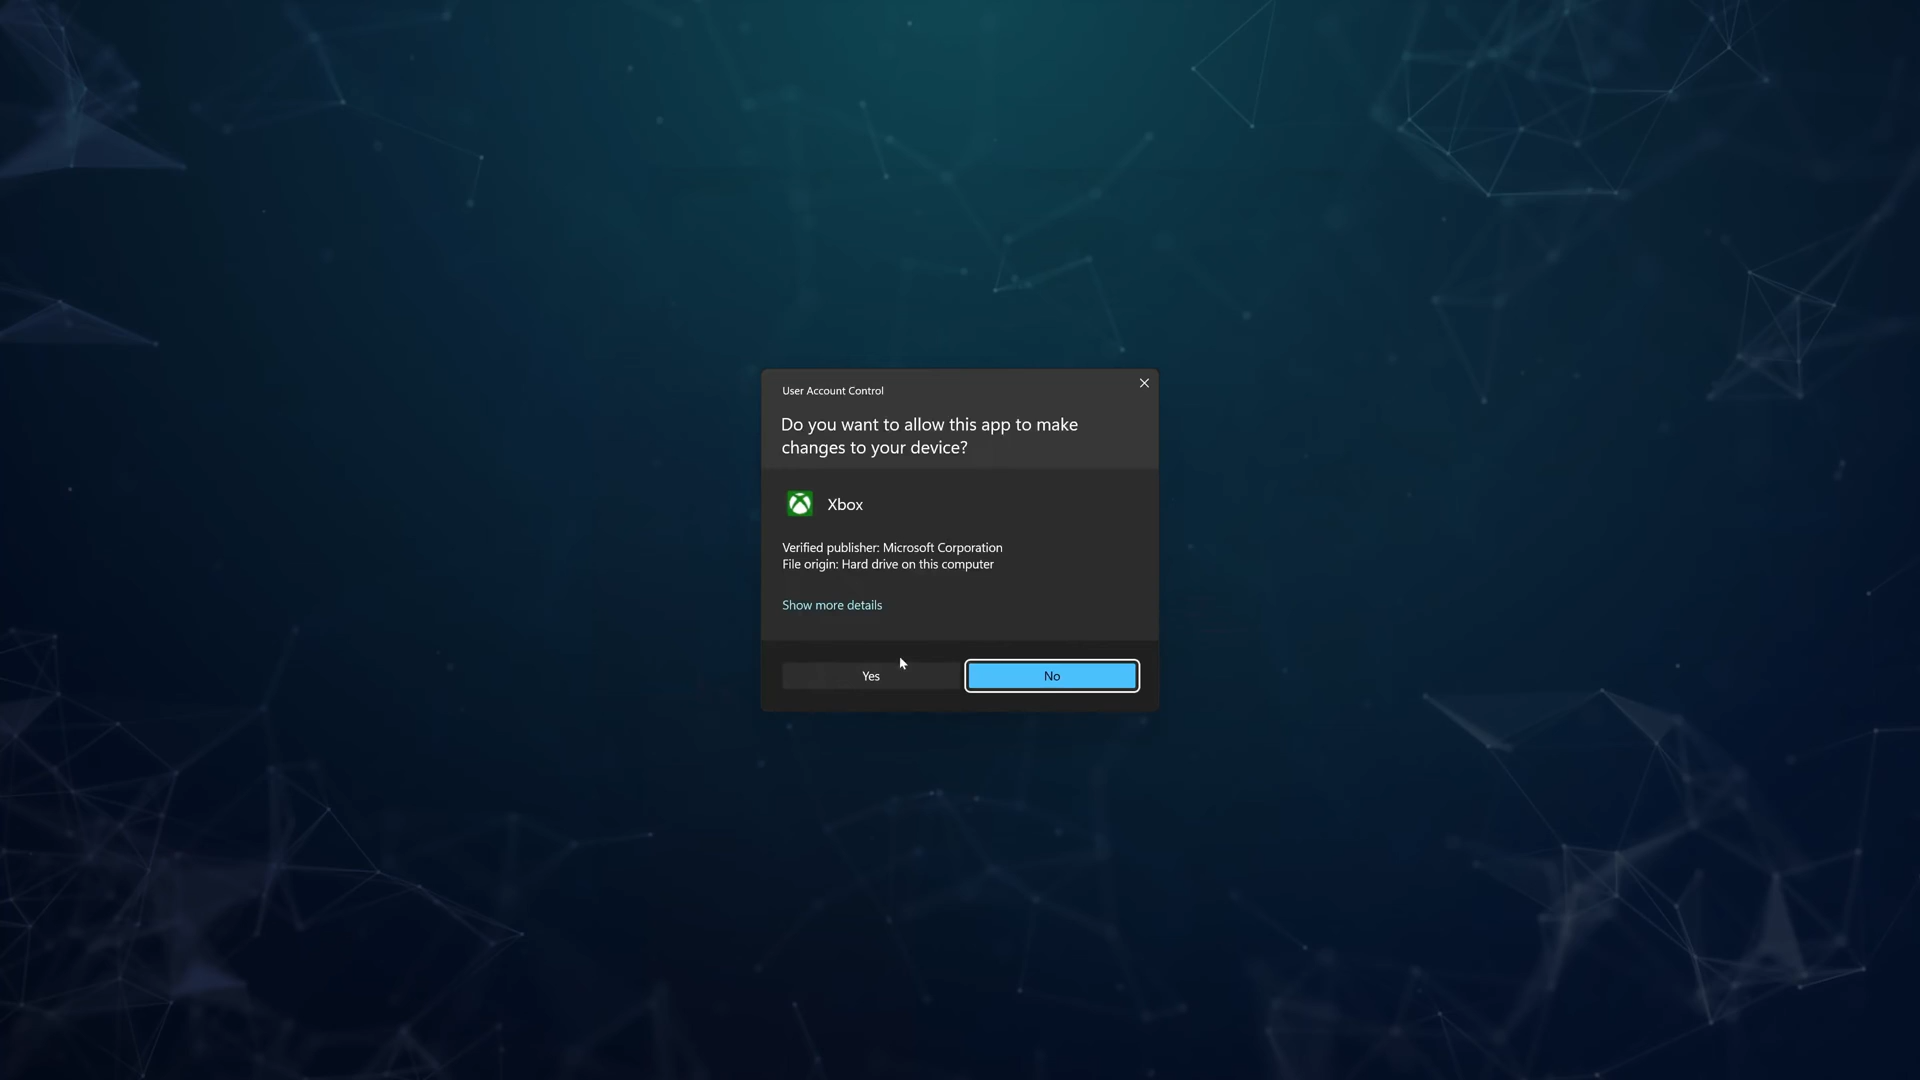 User Account Control
Do you want to allow this app to make
changes to your device?
Xbox
Verified publisher: Microsoft Corporation
File origin: Hard drive on this computer
Show more details
Yes
No